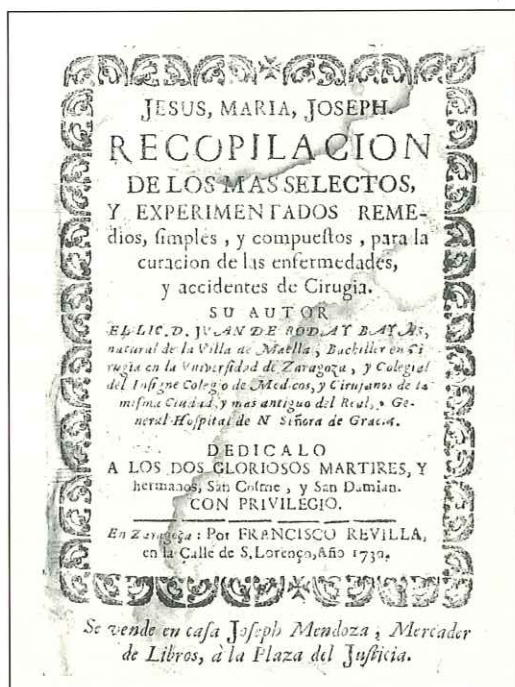 JESUS, MARIA, JOSEPH.
RECOPILACION
DE LOS MAS SELECTOS,
Y EXPERIMENTADOS REME-
dios, ſimples , y compueſtos , para la
curacion de las enfermedades,
y accidentes de Cirugia.
SU AUTOR
EL LIC. D. JVAN DE RODA Y BAYAS,
natural de la Villa de Maella , Bachiller en Ci
rugia en la Vniverſidad de Zaragoza , y Colegial
del Inſigne Colegio de Medicos, y Cirujanos de la
miſma Ciudad, y mas antiguo del Real, y Ge-
neral Hoſpital de N Señora de Gracia.
DEDICALO
A LOS DOS GLORIOSOS MARTIRES, Y
hermanos, San Coſme , y San Damian.
CON PRIVILEGIO.
En Zaragoça : Por FRANCISCO REVILLA,
en la Calle de S. Lorenço, Año 1730.
Se vende en caſa Joſeph Mendoza , Mercader
de Libros, à la Plaza del Juſticia.